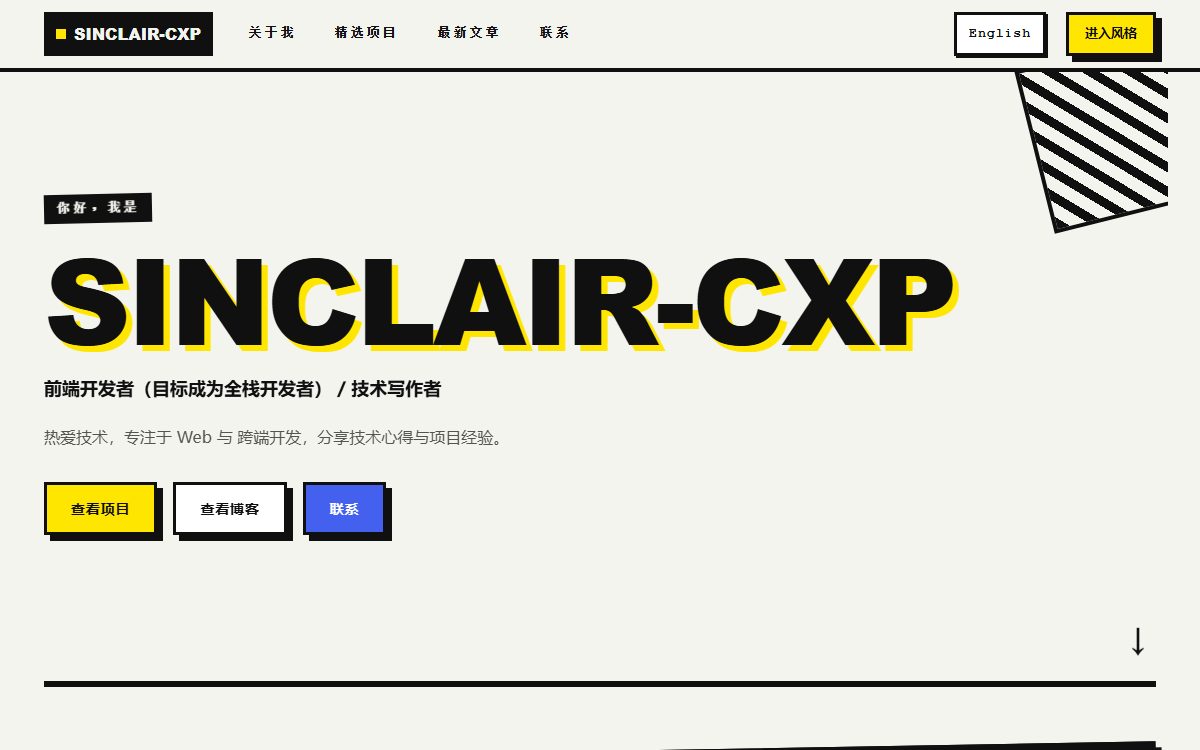 SINCLAIR-CXP 关于我 精选项目 最新文章 联系 English 进入风格
你好，我是
SINCLAIR-CXP
前端开发者（目标成为全栈开发者） / 技术写作者
热爱技术，专注于 Web 与 跨端开发，分享技术心得与项目经验。
查看项目 查看博客 联系
↓